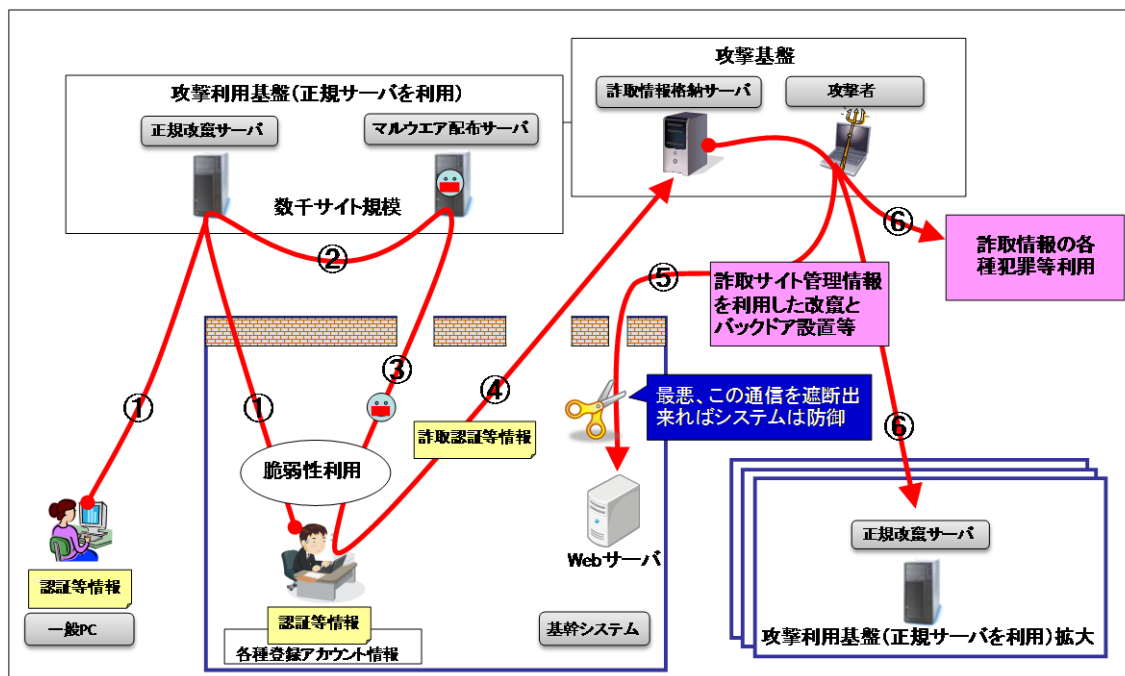 攻撃基盤
攻撃利用基盤(正規サーバを利用)
詐取情報格納サーバ
攻撃者
正規改竄サーバ
マルウエア配布サーバ
数千サイト規模
②
⑥
詐取情報の各
種犯罪等利用
⑤
詐取サイト管理情報
を利用した改竄と
バックドア設置等
③
④
①
①
最悪、この通信を遮断出
来ればシステムは防御
詐取認証等情報
⑥
脆弱性利用
正規改竄サーバ
Webサーバ
認証等情報
一般PC
認証等情報
各種登録アカウント情報
基幹システム
攻撃利用基盤(正規サーバを利用)拡大